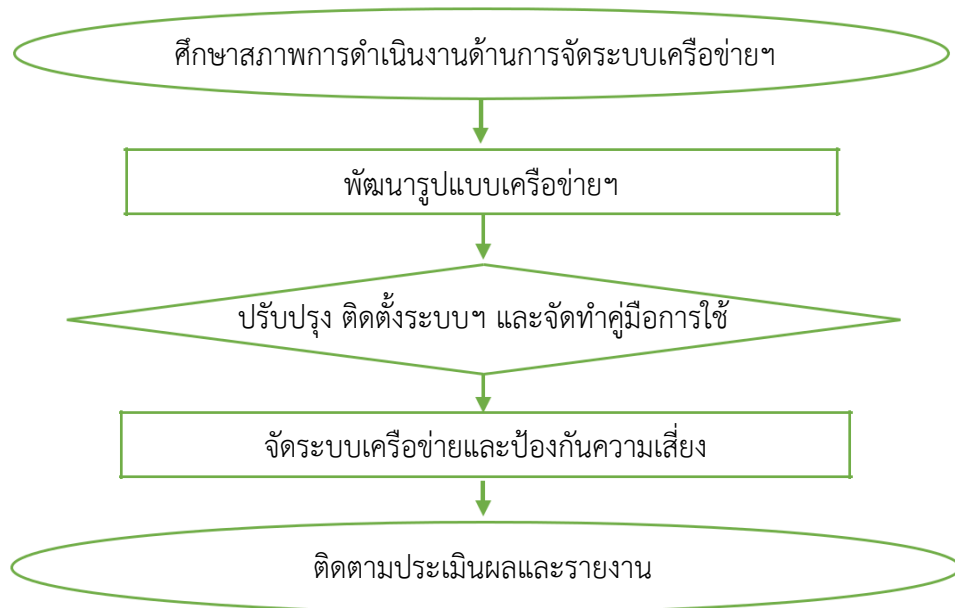 ศึกษาสภาพการดำเนินงานด้านการจัดระบบเครือข่ายฯ
พัฒนารูปแบบเครือข่ายฯ
ปรับปรุง ติดตั้งระบบฯ และจัดทำคู่มือการใช้
จัดระบบเครือข่ายและป้องกันความเสี่ยง
ติดตามประเมินผลและรายงาน